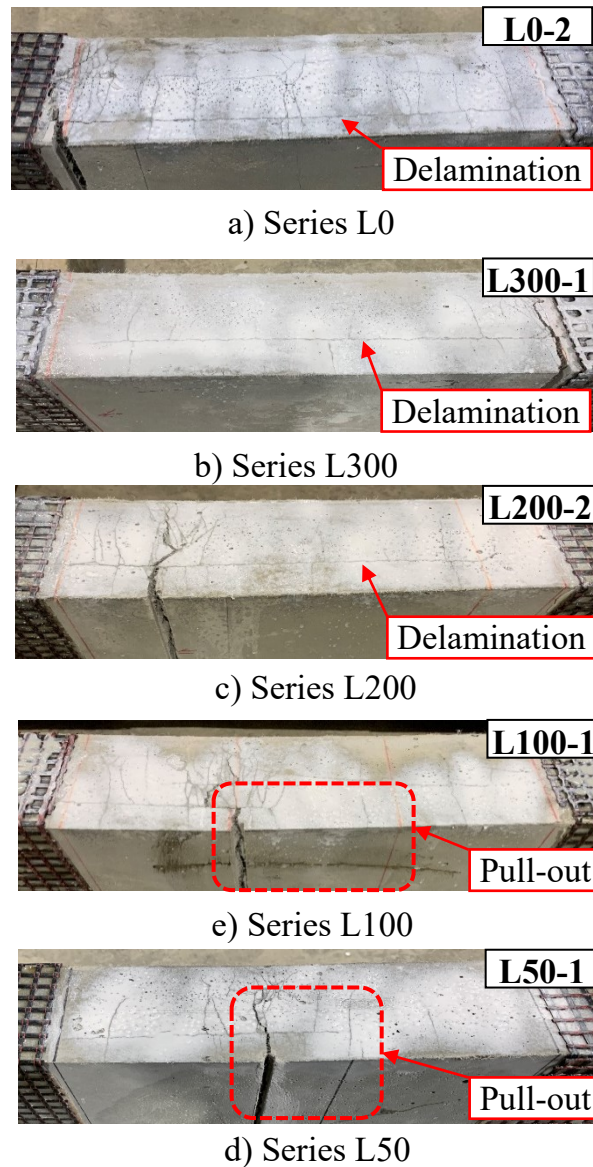 L0-2
Delamination
a) Series L0
L300-1
Delamination
b) Series L300
L200-2
Delamination
c) Series L200
L100-1
Pull-out
e) Series L100
L50-1
Pull-out
d) Series L50